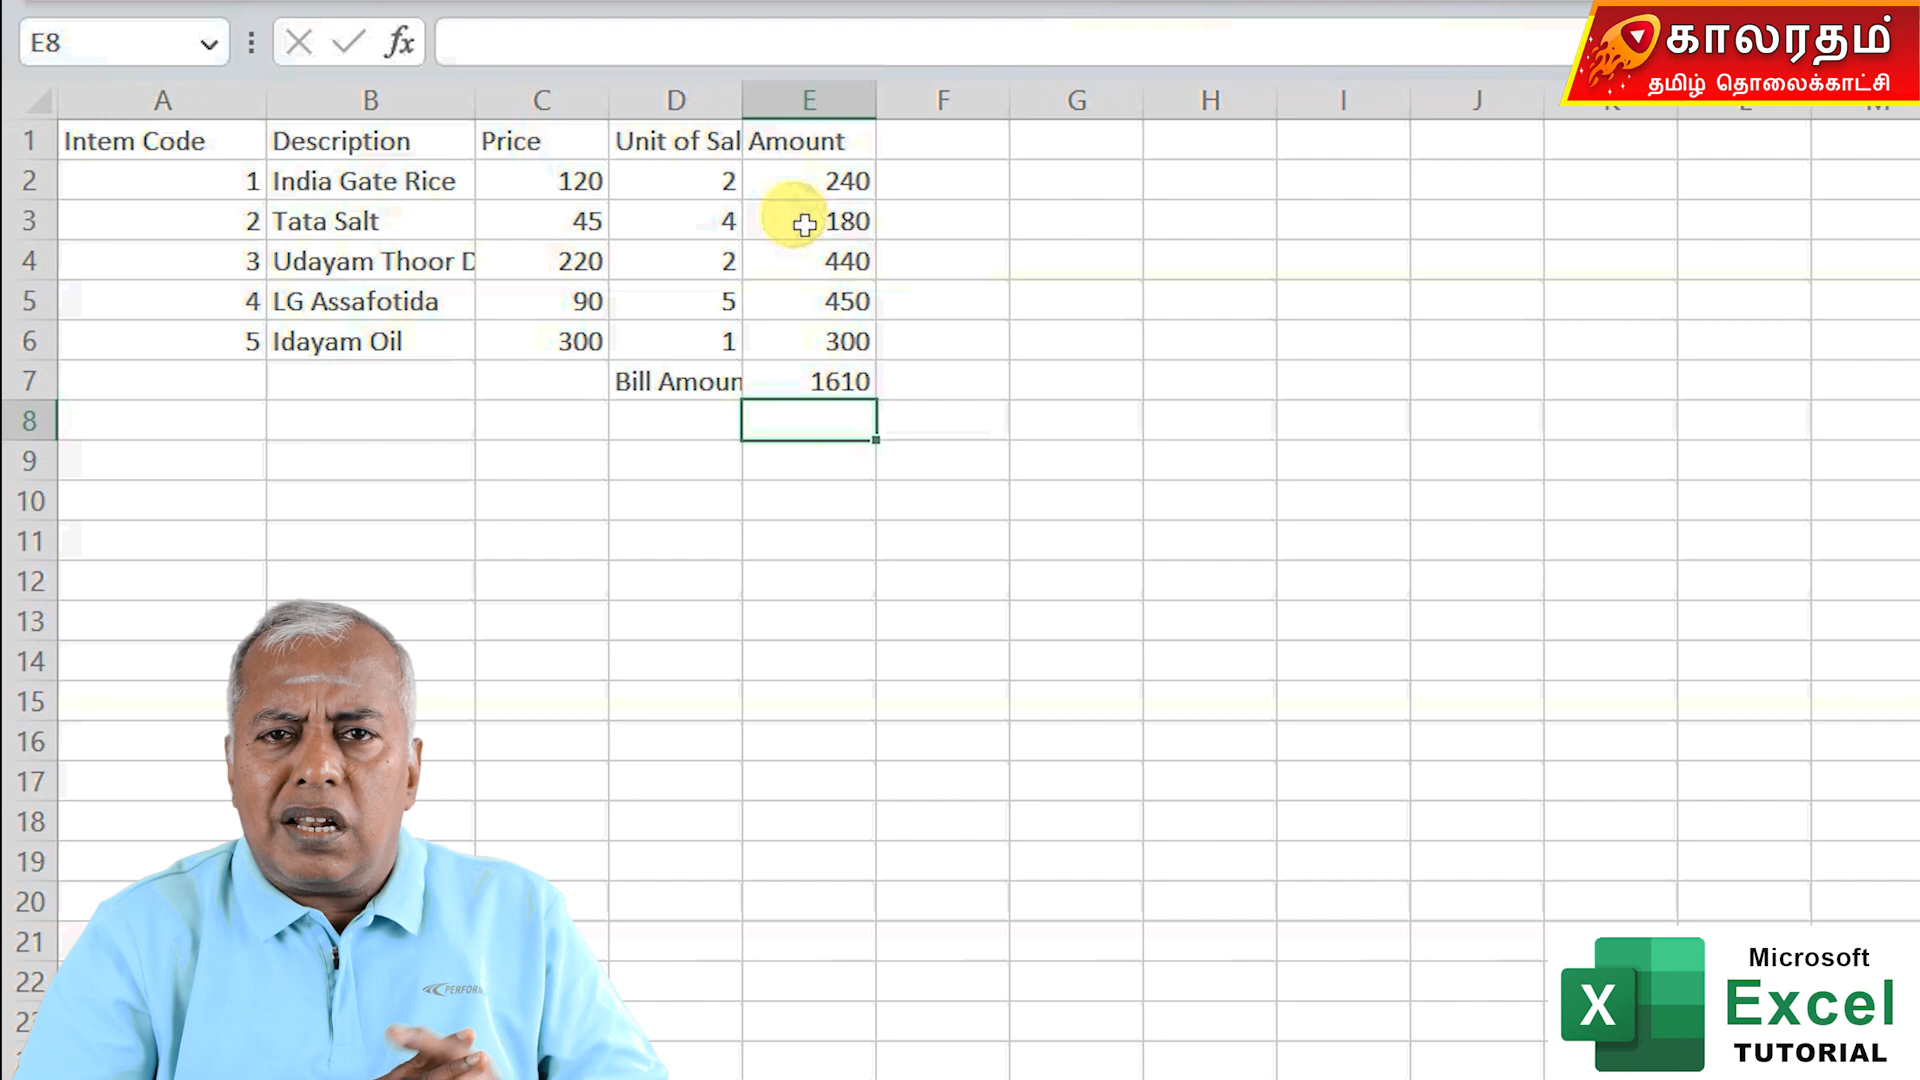 E8 fx
காலரதம்
தமிழ் தொலைக்காட்சி
A B C D E F G H I J
1 Intem Code Description Price Unit of Sal Amount
2 1 India Gate Rice 120 2 240
3 2 Tata Salt 45 4 180
4 3 Udayam Thoor D 220 2 440
5 4 LG Assafotida 90 5 450
6 5 Idayam Oil 300 1 300
7 Bill Amoun 1610
8
9
10
11
12
13
14
15
16
17
18
19
20
21
22
PERFOR
X Microsoft
Excel
TUTORIAL